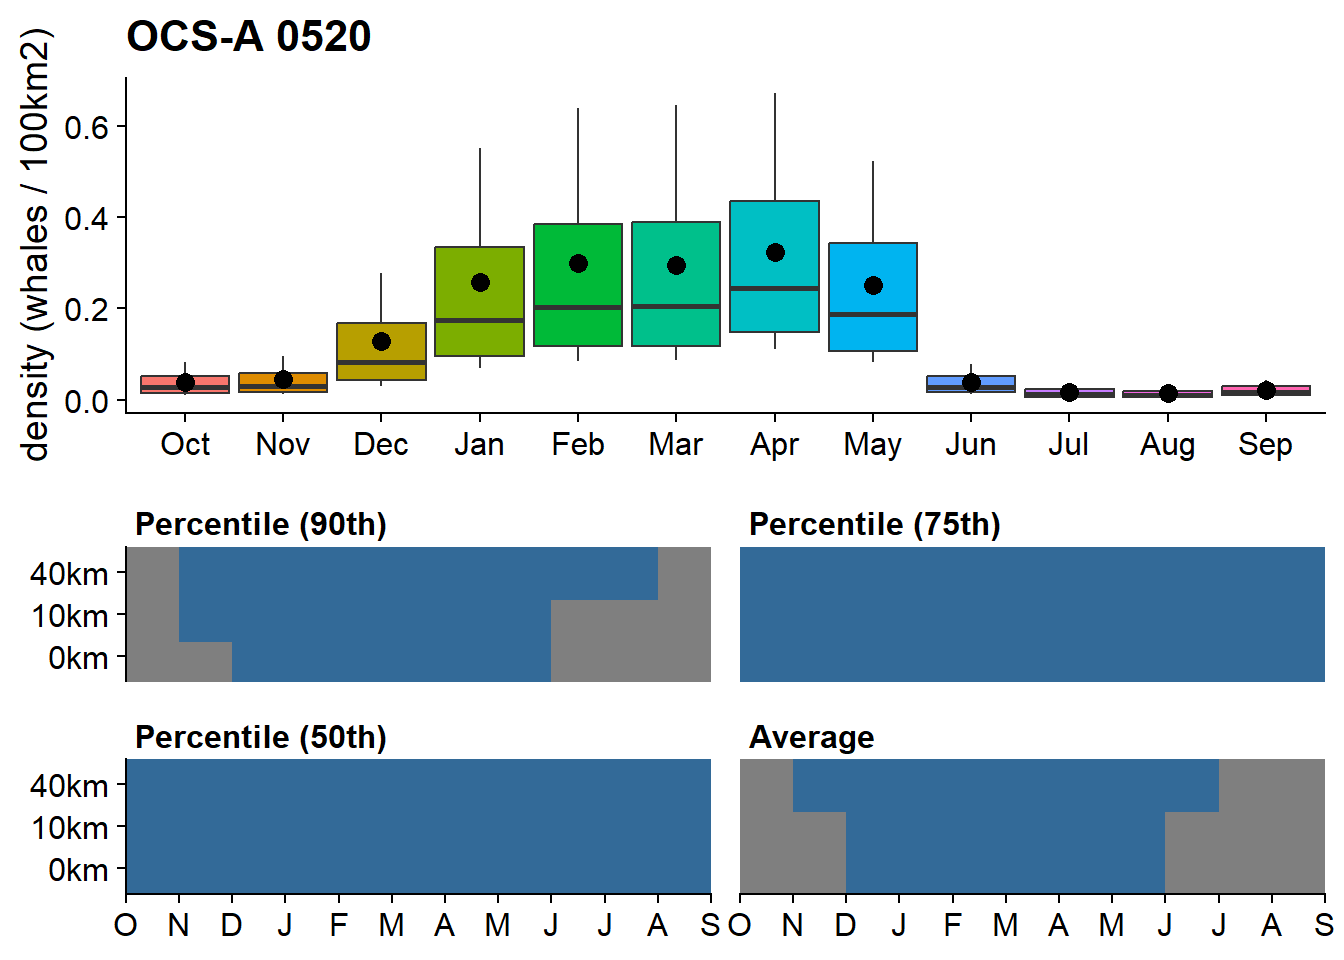 OCS-A 0520
density (whales / 100km2)
0.6
0.4
0.2
0.0
Oct Nov Dec Jan Feb Mar Apr May Jun Jul Aug Sep
Percentile (90th) Percentile (75th)
40km
10km
0km
Percentile (50th) Average
40km
10km
0km
O N D J F M A M J J A S O N D J F M A M J J A S